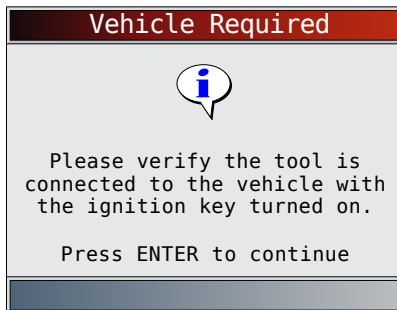 Vehicle Required
i
Please verify the tool is
connected to the vehicle with
the ignition key turned on.
Press ENTER to continue